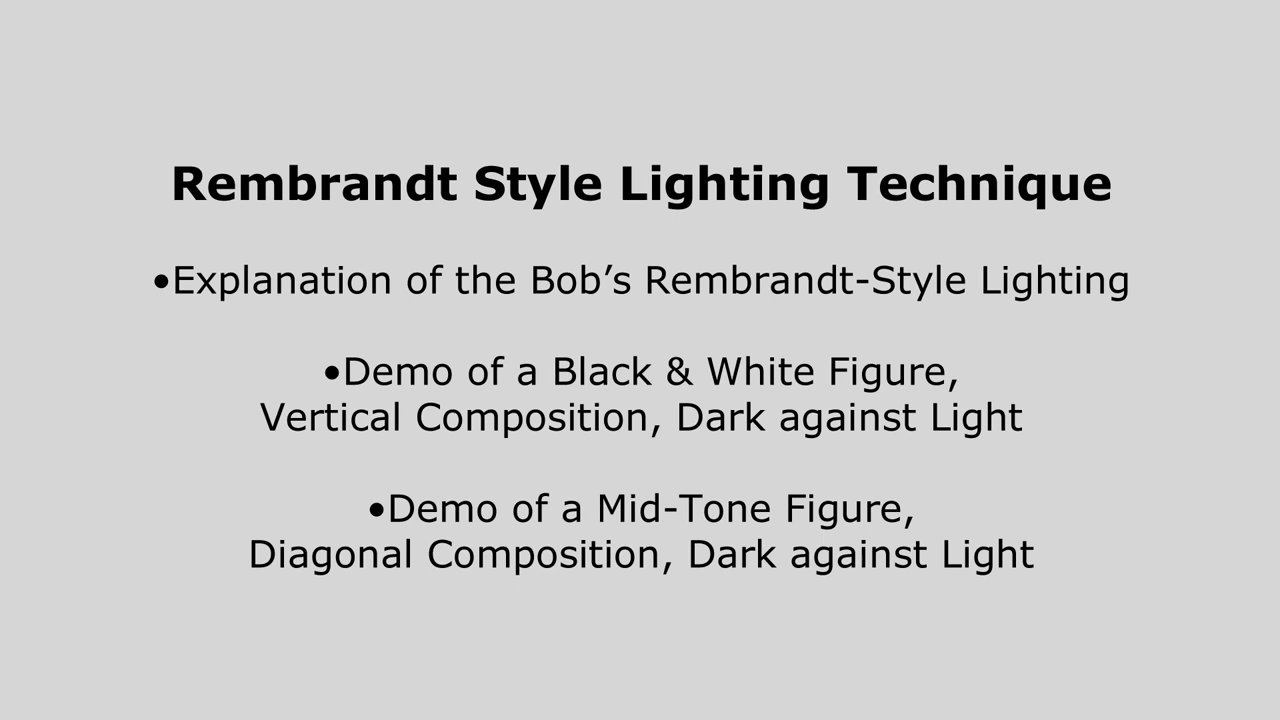 Rembrandt Style Lighting Technique
•Explanation of the Bob’s Rembrandt-Style Lighting
•Demo of a Black & White Figure,
Vertical Composition, Dark against Light
•Demo of a Mid-Tone Figure,
Diagonal Composition, Dark against Light